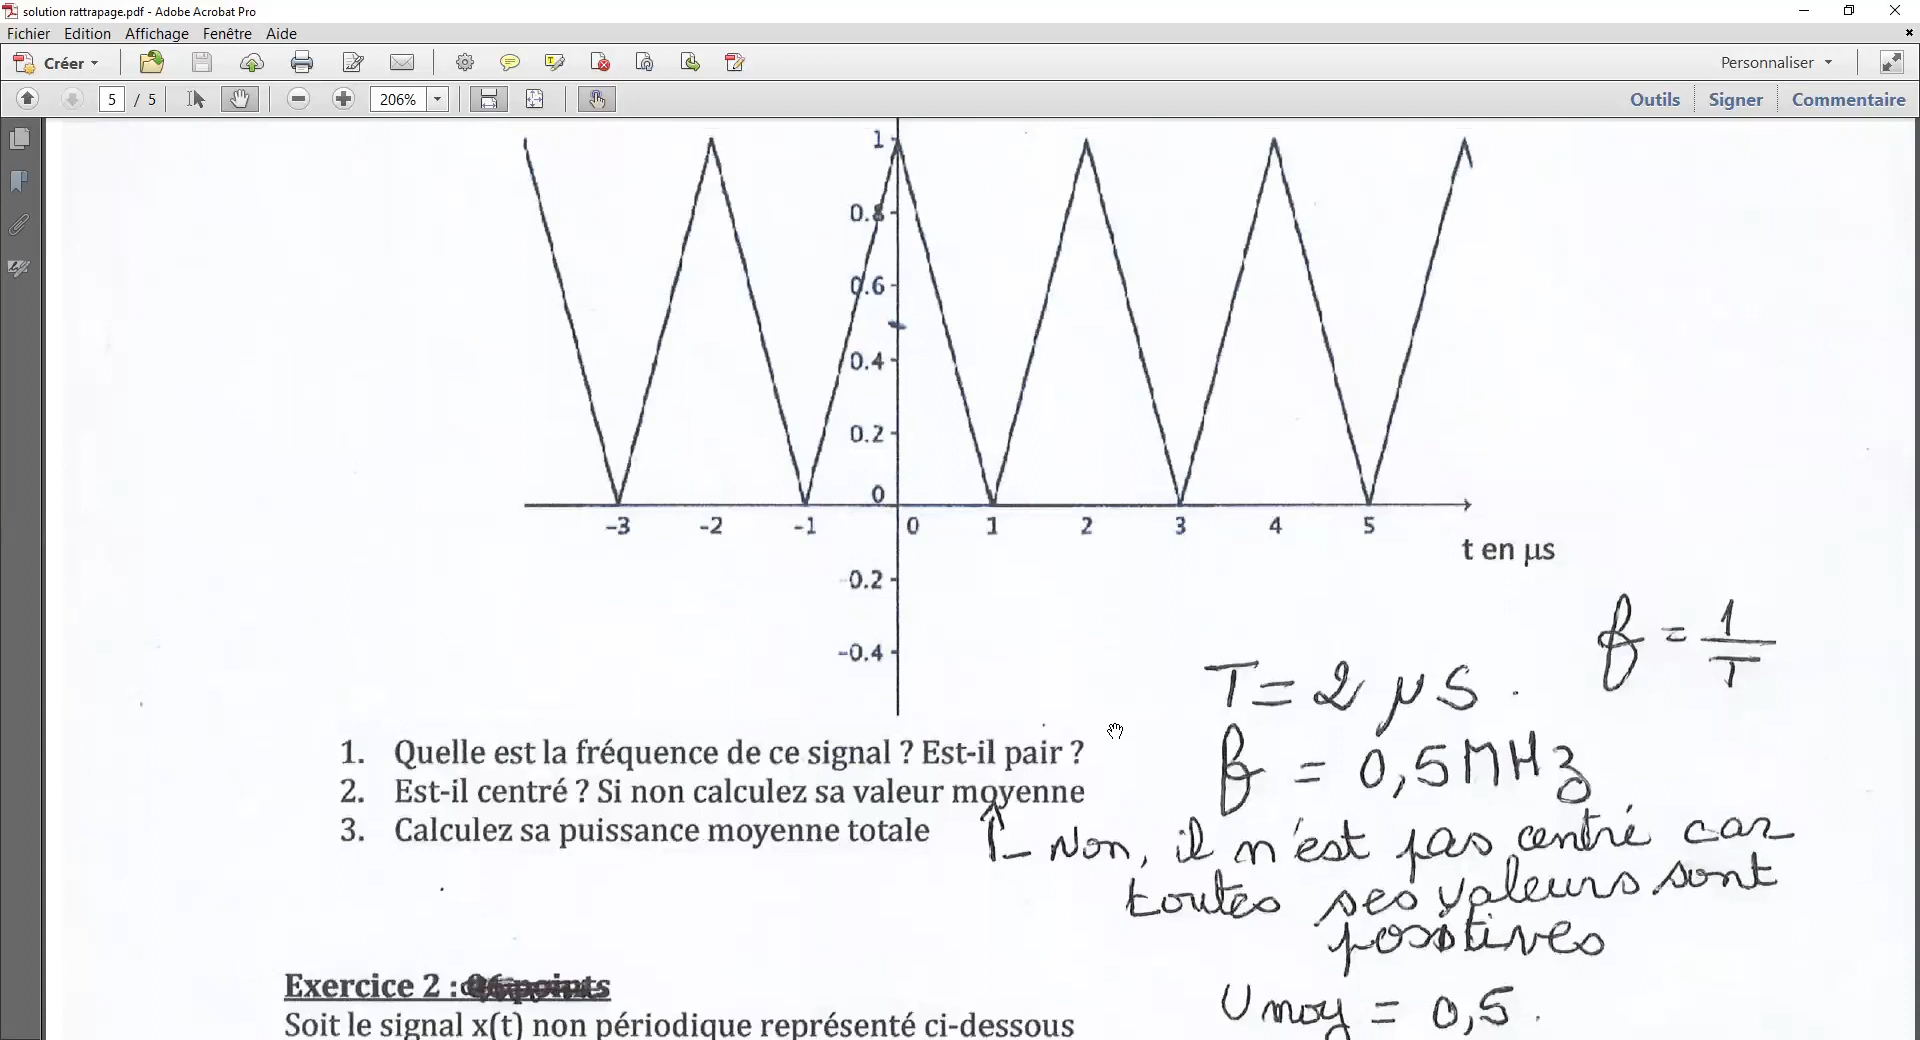 solution rattrapage.pdf - Adobe Acrobat Pro
Fichier Edition Affichage Fenêtre Aide
Créer Personnaliser
5 / 5 206% Outils Signer Commentaire
1
0.8
0.6
0.4
0.2
0
-3 -2 -1 0 1 2 3 4 5
t en µs
-0.2
-0.4
f = 1/T
T = 2 µs.
f = 0,5 MHz
1. Quelle est la fréquence de ce signal ? Est-il pair ?
2. Est-il centré ? Si non calculez sa valeur moyenne
3. Calculez sa puissance moyenne totale
Non, il n'est pas centré car
toutes ses valeurs sont
positives
Exercice 2 :
Soit le signal x(t) non périodique représenté ci-dessous
Umoy = 0,5.